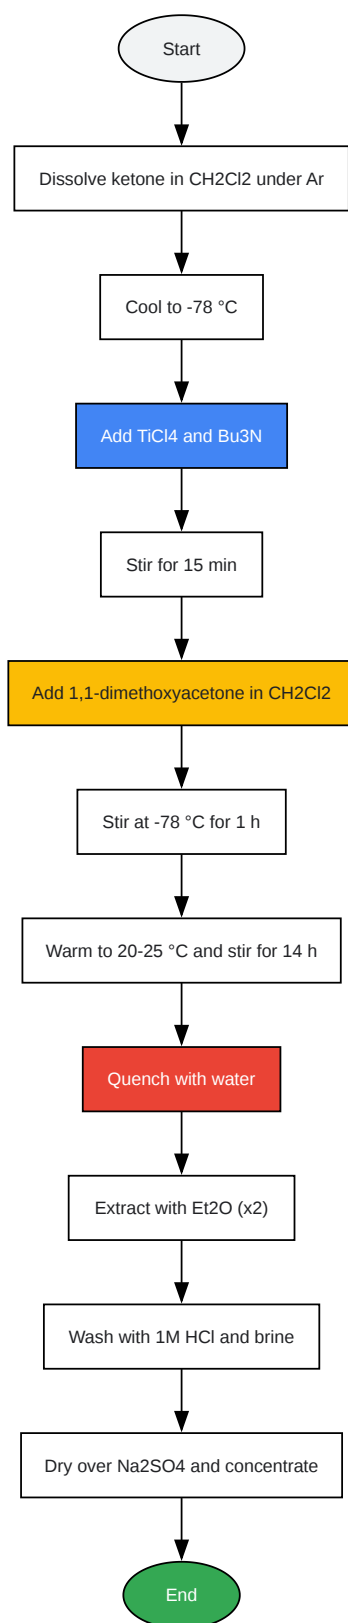 Start
Dissolve ketone in CH2Cl2 under Ar
Cool to -78 °C
Add TiCl4 and Bu3N
Stir for 15 min
Add 1,1-dimethoxyacetone in CH2Cl2
Stir at -78 °C for 1 h
Warm to 20-25 °C and stir for 14 h
Quench with water
Extract with Et2O (x2)
Wash with 1M HCl and brine
Dry over Na2SO4 and concentrate
End